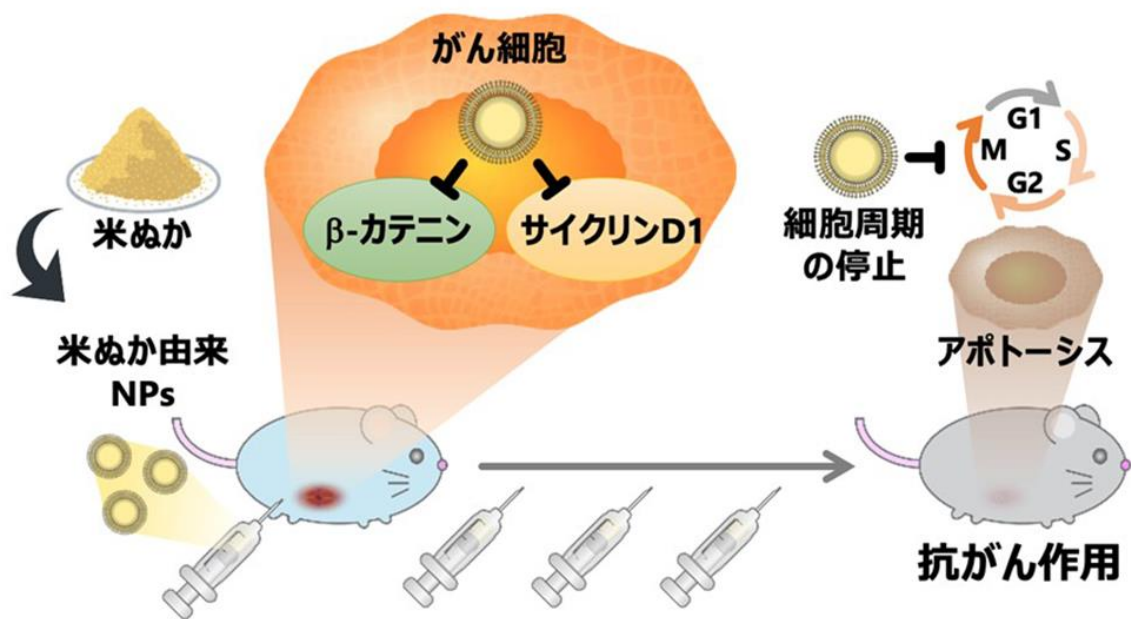 がん細胞
β-カテニン
サイクリンD1
米ぬか
米ぬか由来
NPs
G1
M
S
G2
細胞周期
の停止
アポトーシス
抗がん作用